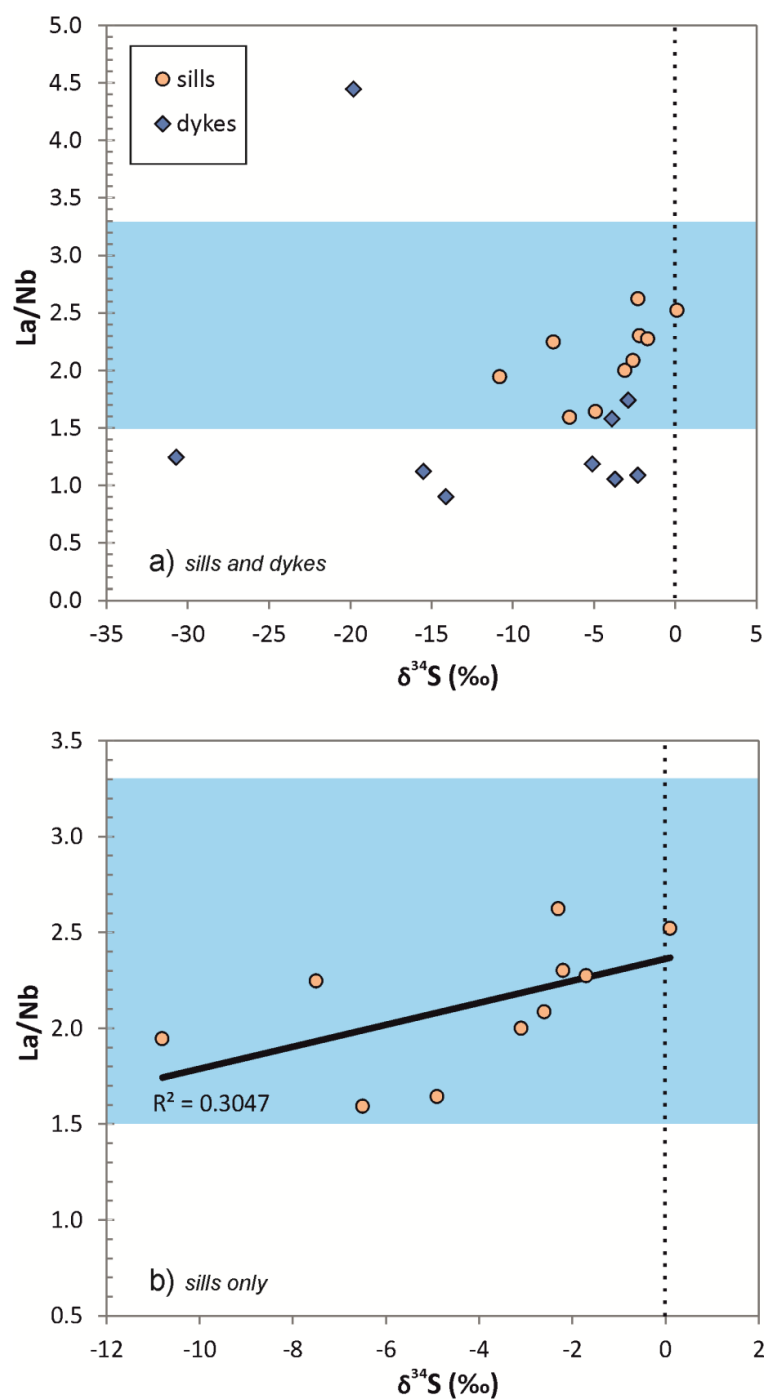 5.0
4.5
4.0
3.5
3.0
2.5
2.0
1.5
1.0
0.5
0.0
La/Nb
sills
dykes
a) sills and dykes
-35 -30 -25 -20 -15 -10 -5 0 5
δ³⁴S (‰)
3.5
3.0
2.5
2.0
1.5
1.0
0.5
La/Nb
R² = 0.3047
b) sills only
-12 -10 -8 -6 -4 -2 0 2
δ³⁴S (‰)